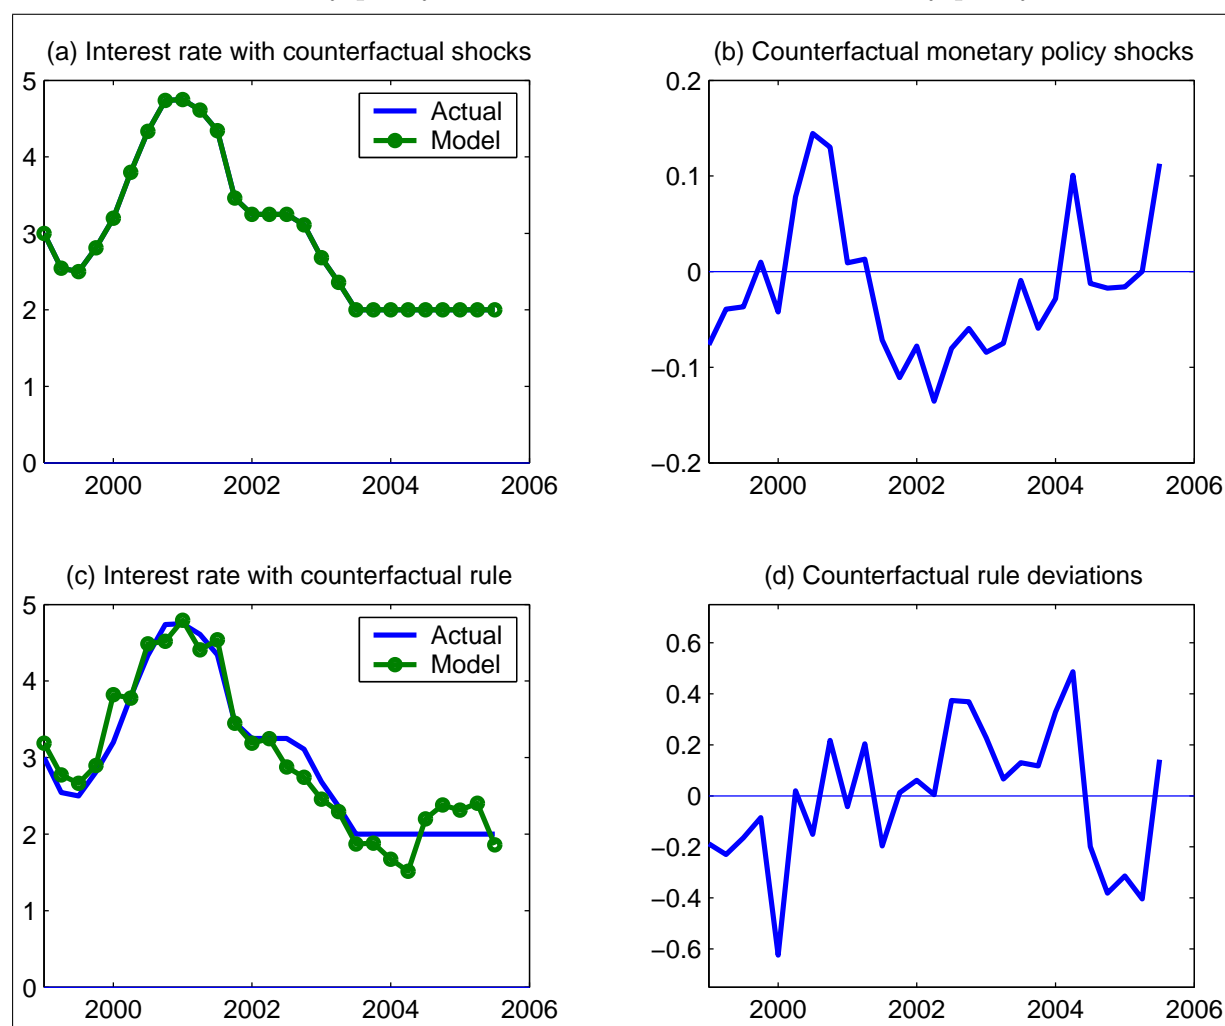 (a) Interest rate with counterfactual shocks
5
4
3
2
1
0
2000 2002 2004 2006
Actual
Model
(b) Counterfactual monetary policy shocks
0.2
0.1
0
−0.1
−0.2
2000 2002 2004 2006
(c) Interest rate with counterfactual rule
5
4
3
2
1
0
2000 2002 2004 2006
Actual
Model
(d) Counterfactual rule deviations
0.6
0.4
0.2
0
−0.2
−0.4
−0.6
2000 2002 2004 2006